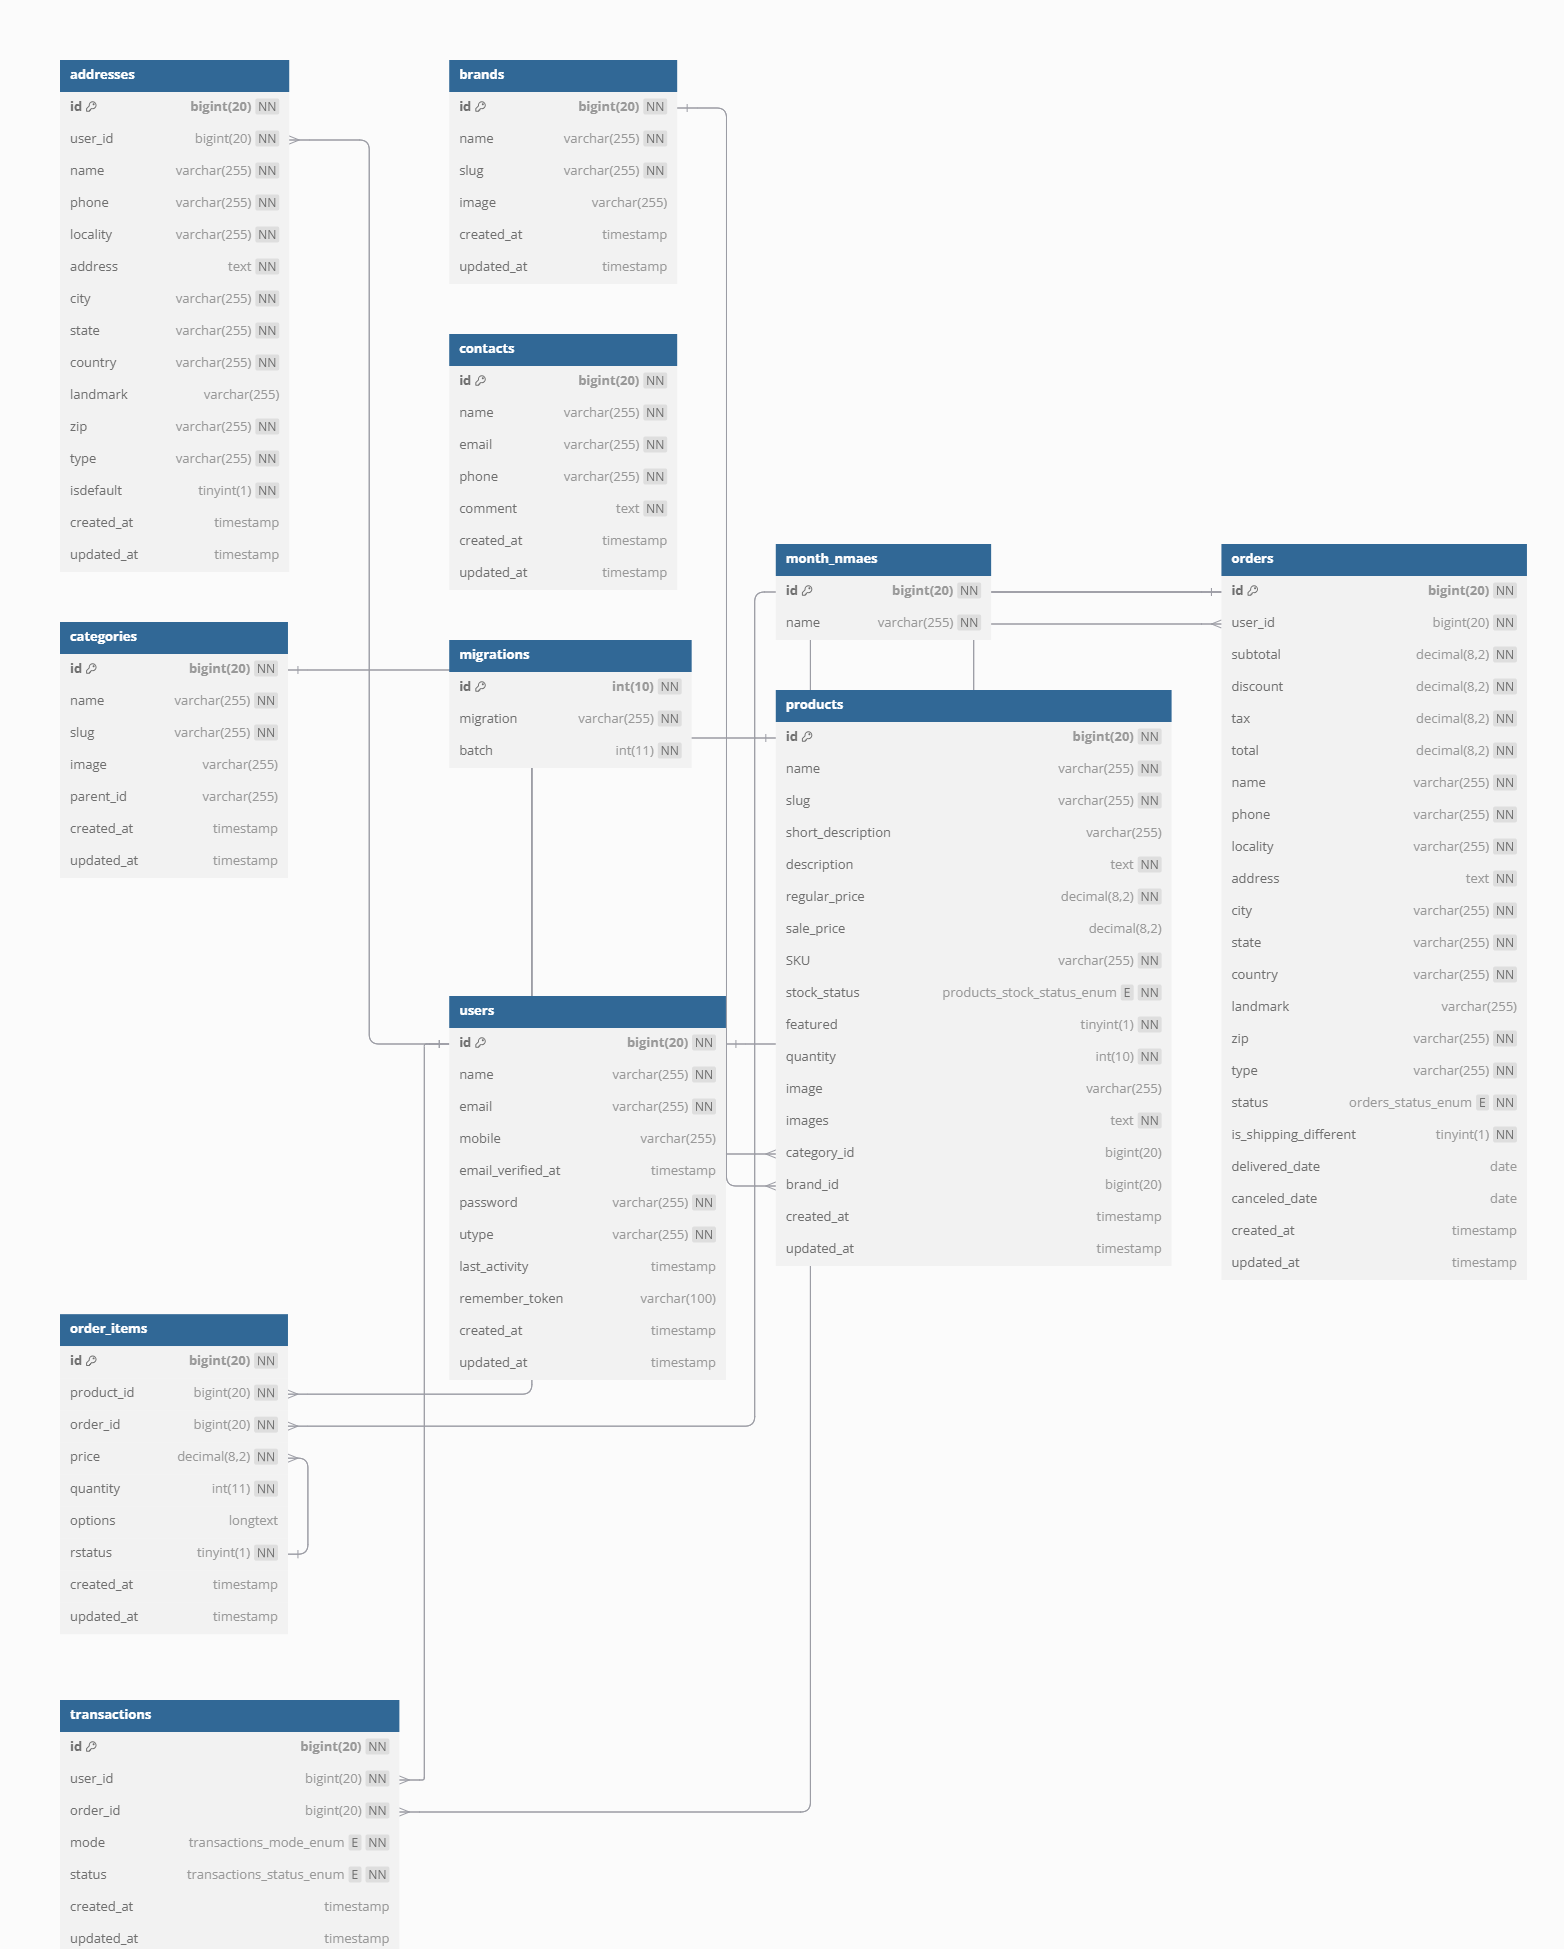 addresses
id bigint(20) NN
user_id bigint(20) NN
name varchar(255) NN
phone varchar(255) NN
locality varchar(255) NN
address text NN
city varchar(255) NN
state varchar(255) NN
country varchar(255) NN
landmark varchar(255)
zip varchar(255) NN
type varchar(255) NN
isdefault tinyint(1) NN
created_at timestamp
updated_at timestamp
brands
id bigint(20) NN
name varchar(255) NN
slug varchar(255) NN
image varchar(255)
created_at timestamp
updated_at timestamp
contacts
id bigint(20) NN
name varchar(255) NN
email varchar(255) NN
phone varchar(255) NN
comment text NN
created_at timestamp
updated_at timestamp
month_nmaes
id bigint(20) NN
name varchar(255) NN
orders
id bigint(20) NN
user_id bigint(20) NN
subtotal decimal(8,2) NN
discount decimal(8,2) NN
tax decimal(8,2) NN
total decimal(8,2) NN
name varchar(255) NN
phone varchar(255) NN
locality varchar(255) NN
address text NN
city varchar(255) NN
state varchar(255) NN
country varchar(255) NN
landmark varchar(255)
zip varchar(255) NN
type varchar(255) NN
status orders_status_enum E NN
is_shipping_different tinyint(1) NN
delivered_date date
canceled_date date
created_at timestamp
updated_at timestamp
categories
id bigint(20) NN
name varchar(255) NN
slug varchar(255) NN
image varchar(255)
parent_id varchar(255)
created_at timestamp
updated_at timestamp
migrations
id int(10) NN
migration varchar(255) NN
batch int(11) NN
products
id bigint(20) NN
name varchar(255) NN
slug varchar(255) NN
short_description varchar(255)
description text NN
regular_price decimal(8,2) NN
sale_price decimal(8,2)
SKU varchar(255) NN
stock_status products_stock_status_enum E NN
featured tinyint(1) NN
quantity int(10) NN
image varchar(255)
images text NN
category_id bigint(20)
brand_id bigint(20)
created_at timestamp
updated_at timestamp
users
id bigint(20) NN
name varchar(255) NN
email varchar(255) NN
mobile varchar(255)
email_verified_at timestamp
password varchar(255) NN
utype varchar(255) NN
last_activity timestamp
remember_token varchar(100)
created_at timestamp
updated_at timestamp
order_items
id bigint(20) NN
product_id bigint(20) NN
order_id bigint(20) NN
price decimal(8,2) NN
quantity int(11) NN
options longtext
rstatus tinyint(1) NN
created_at timestamp
updated_at timestamp
transactions
id bigint(20) NN
user_id bigint(20) NN
order_id bigint(20) NN
mode transactions_mode_enum E NN
status transactions_status_enum E NN
created_at timestamp
updated_at timestamp